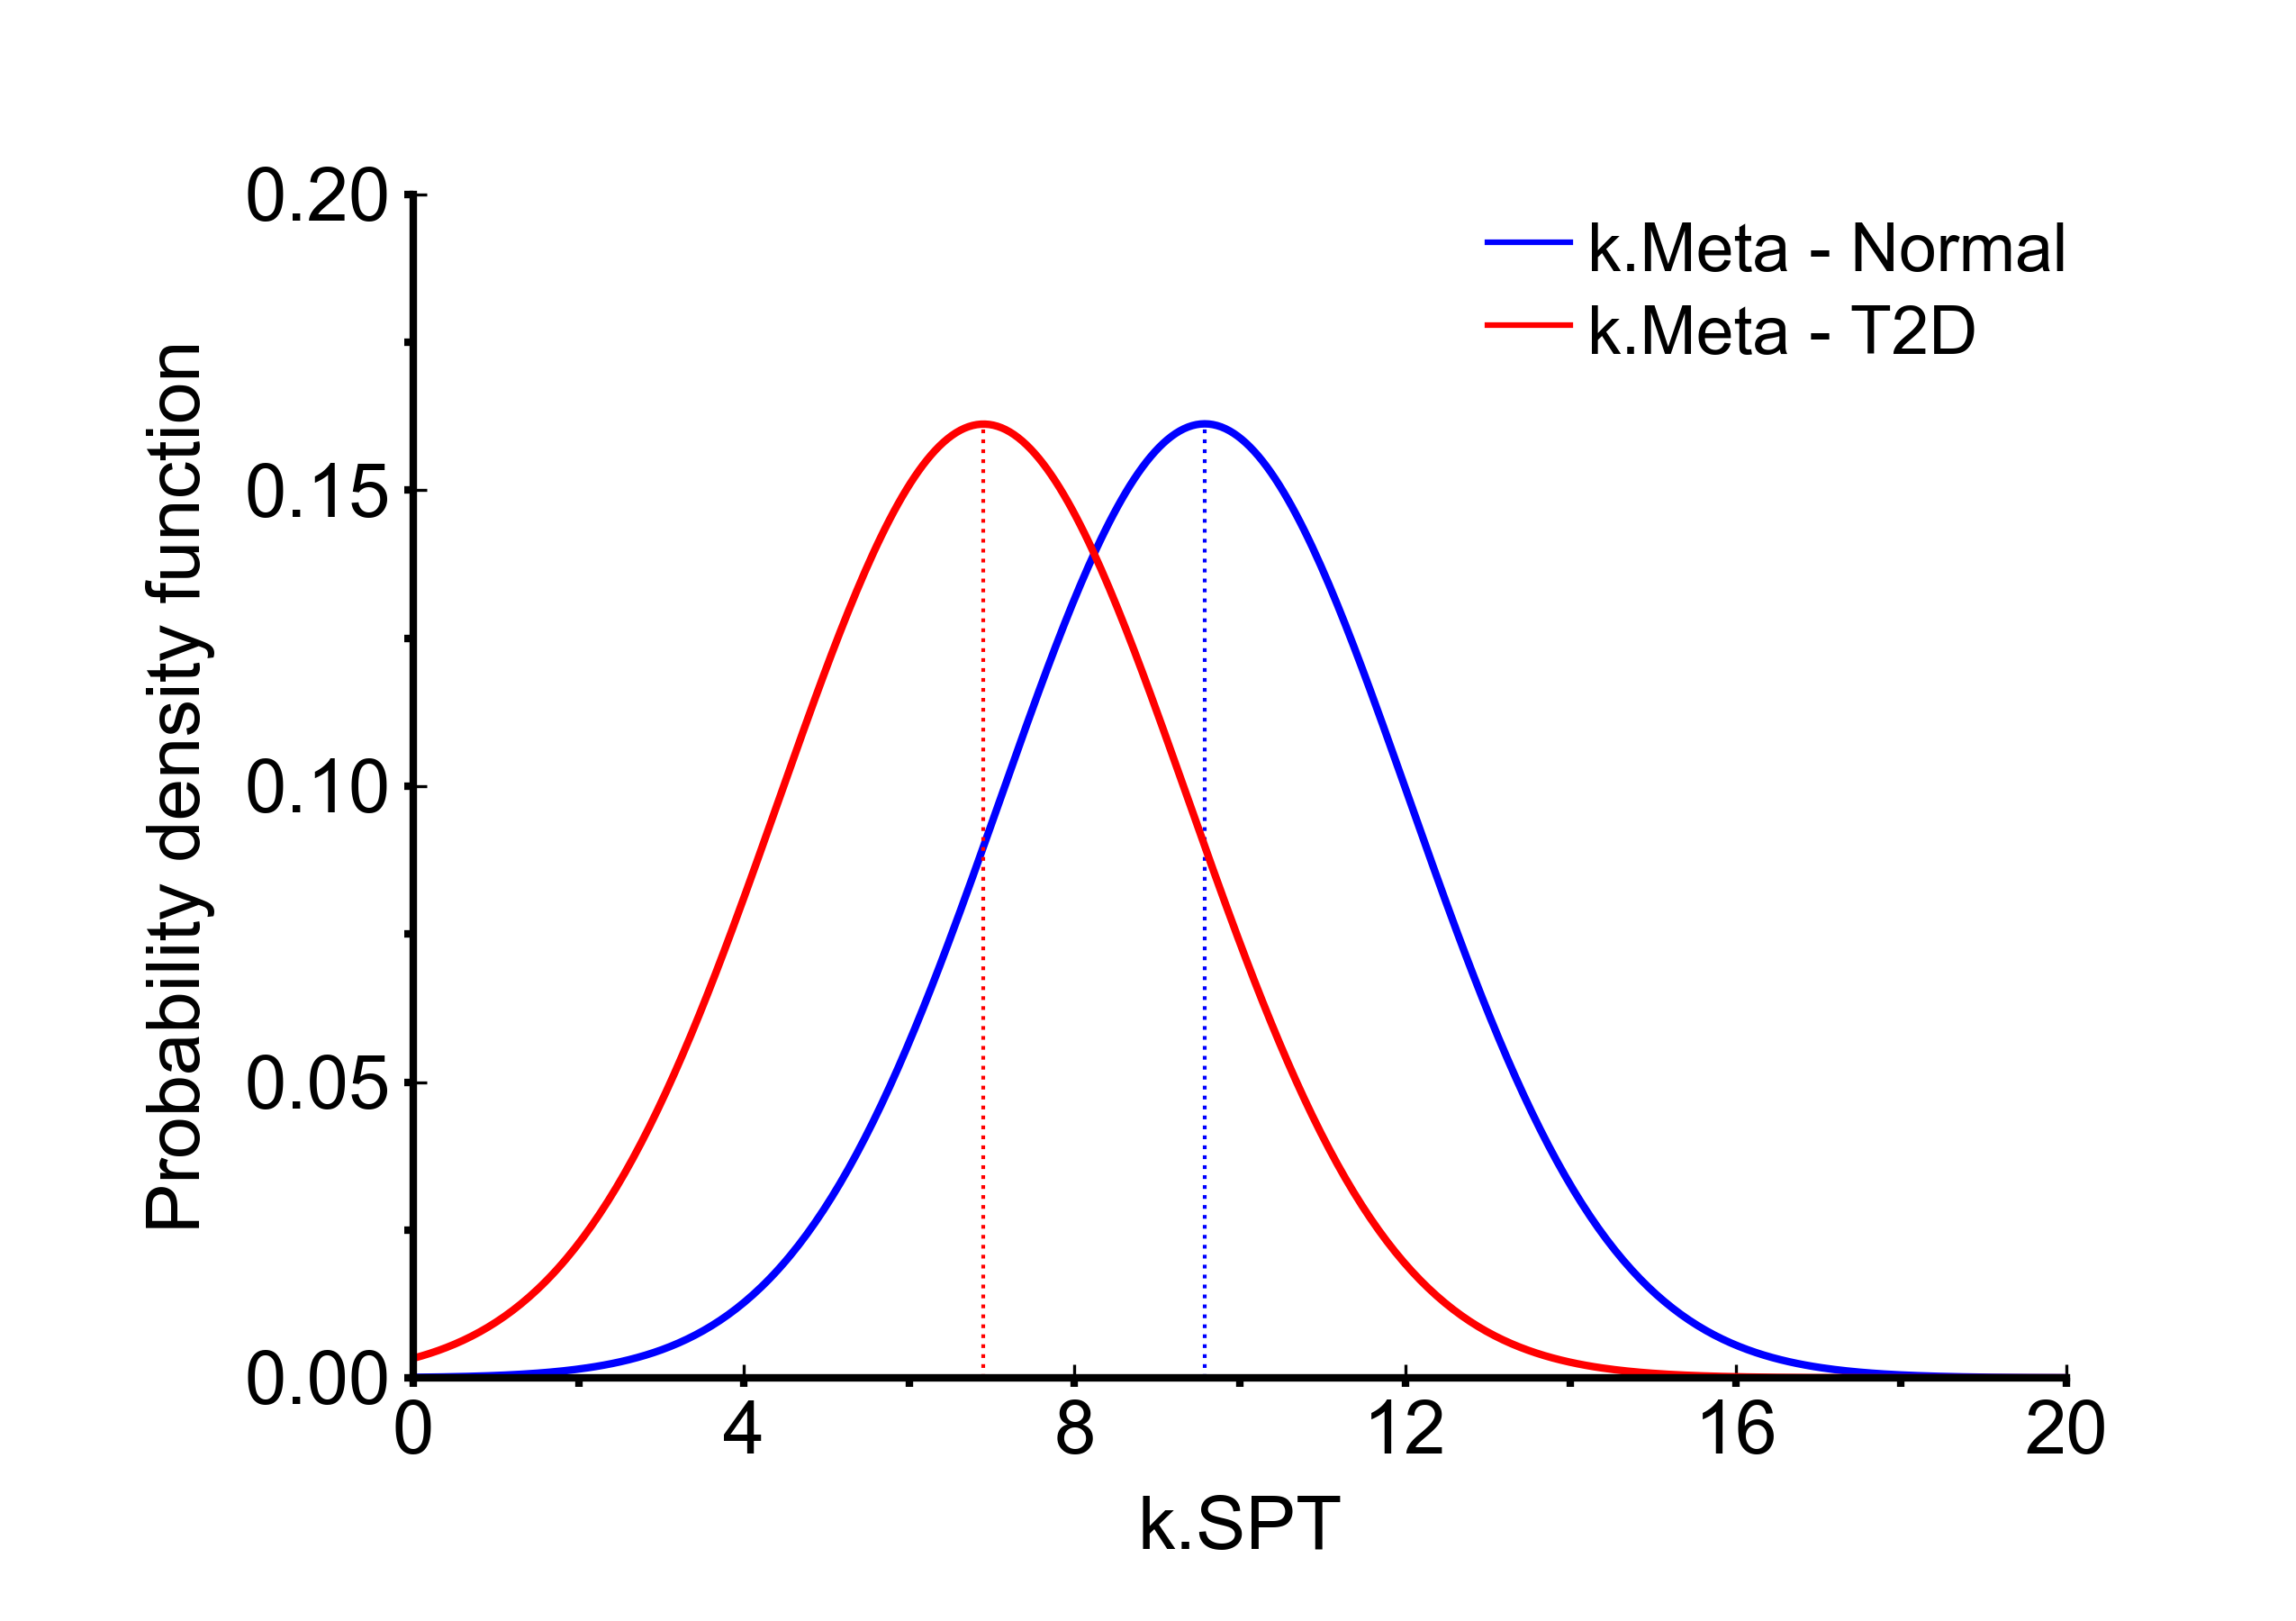 0.20
0.15
0.10
0.05
0.00
Probability density function
k.Meta - Normal
k.Meta - T2D
0 4 8 12 16 20
k.SPT